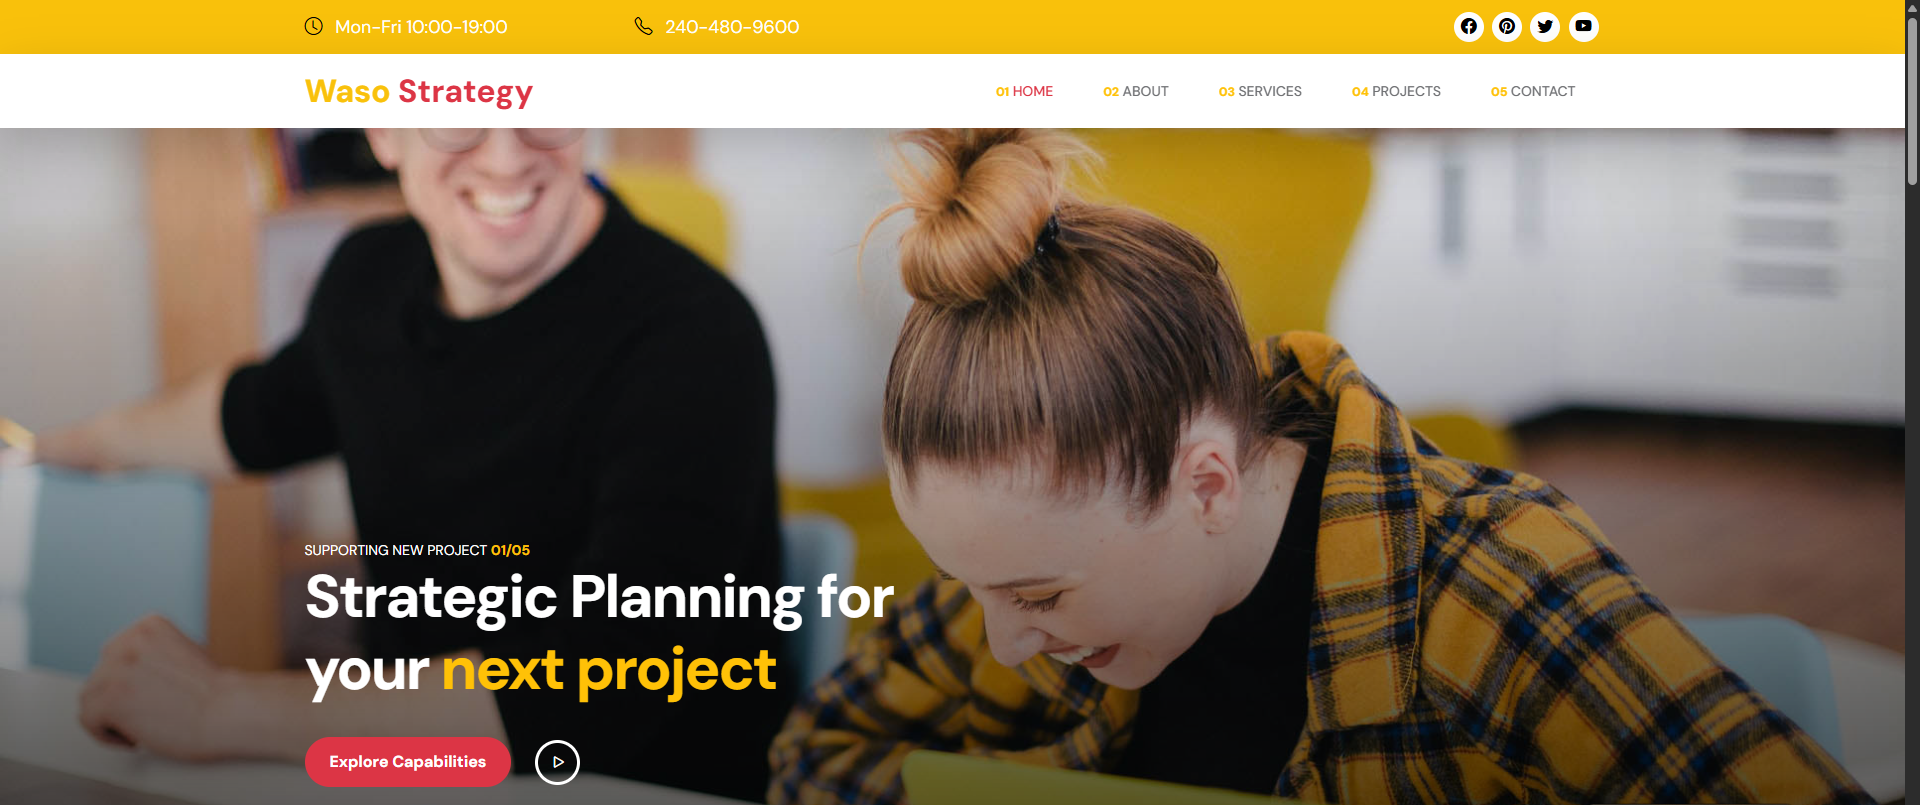 Mon-Fri 10:00-19:00
240-480-9600
Waso Strategy
01 HOME
02 ABOUT
03 SERVICES
04 PROJECTS
05 CONTACT
SUPPORTING NEW PROJECT 01/05
Strategic Planning for
your next project
Explore Capabilities